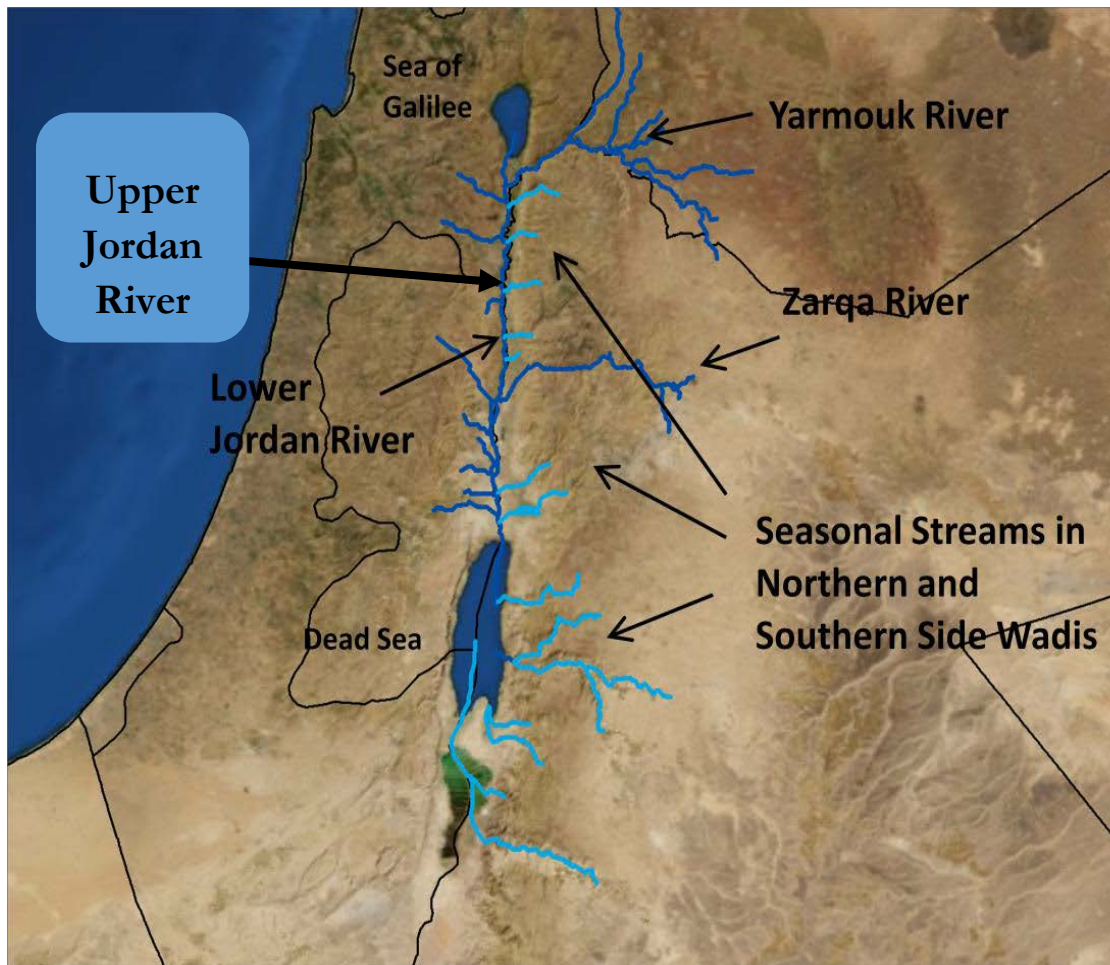 Sea of
Galilee
Yarmouk River
Upper
Jordan
River
Zarqa River
Lower
Jordan River
Seasonal Streams in
Northern and
Southern Side Wadis
Dead Sea